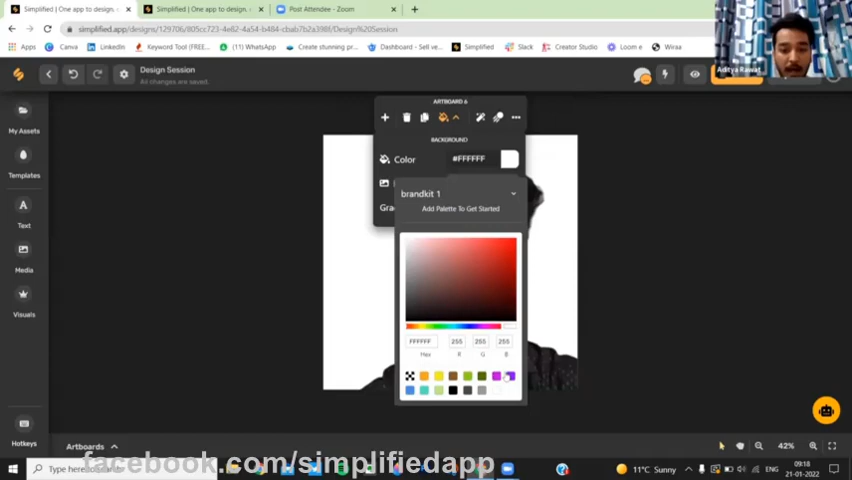 Simplified | One app to design, c
Simplified | One app to design, c
Post Attendee - Zoom
simplified.app/designs/129706/805cc723-4e82-4a54-b484-cbab7b2a398f/Design%20Session
Apps
Canva
LinkedIn
Keyword Tool (FREE...
(11) WhatsApp
Create stunning pr...
Dashboard - Sell ve...
Simplified
Slack
Creator Studio
Loom
Wiraa
Aditya Rawat
Design Session
All changes are saved.
ARTBOARD 6
My Assets
BACKGROUND
Color
#FFFFFF
Templates
brandkit 1
Gra
Add Palette To Get Started
Text
Media
Visuals
FFFFFF
255
255
255
Hex
R
G
B
Hotkeys
Artboards
42%
Type here to
facebook.com/simplifiedapp
11°C Sunny
ENG
09:18
21-01-2022